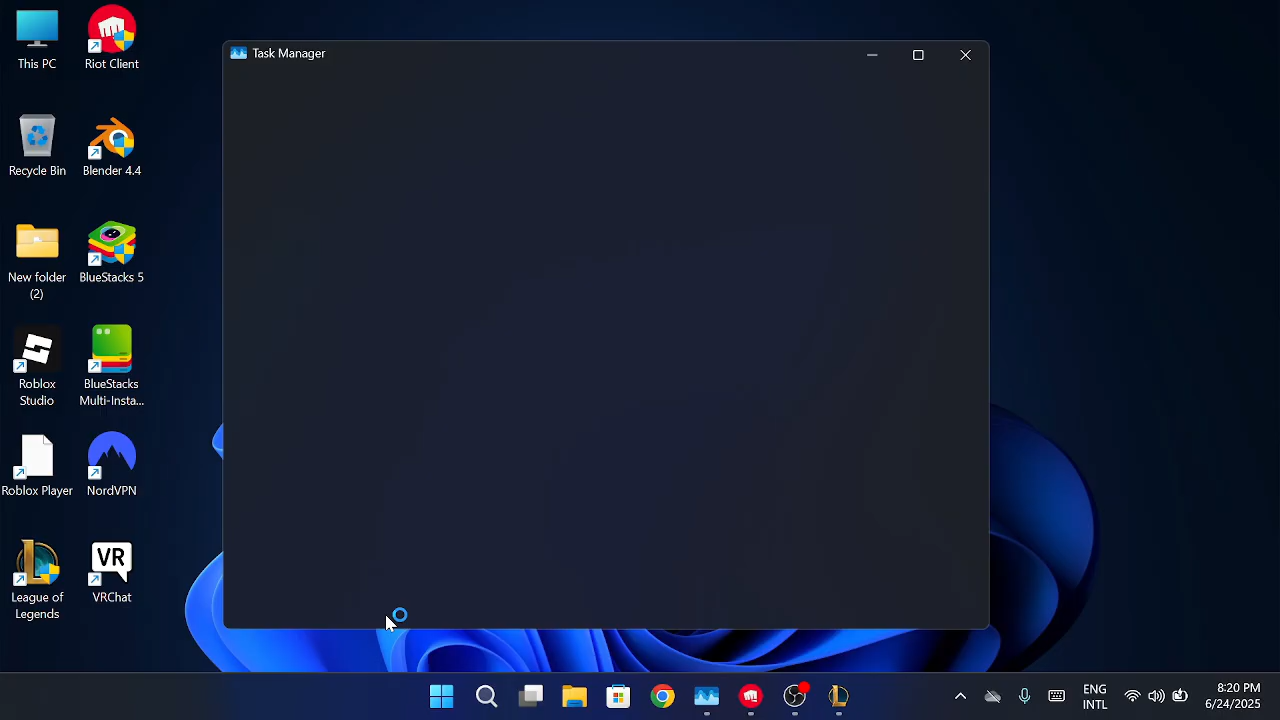 Task Manager
This PC
Riot Client
Recycle Bin
Blender 4.4
New folder
(2)
BlueStacks 5
Roblox
Studio
BlueStacks
Multi-Insta...
Roblox Player
NordVPN
VR
League of
Legends
VRChat
ENG
INTL
8:20 PM
6/24/2025